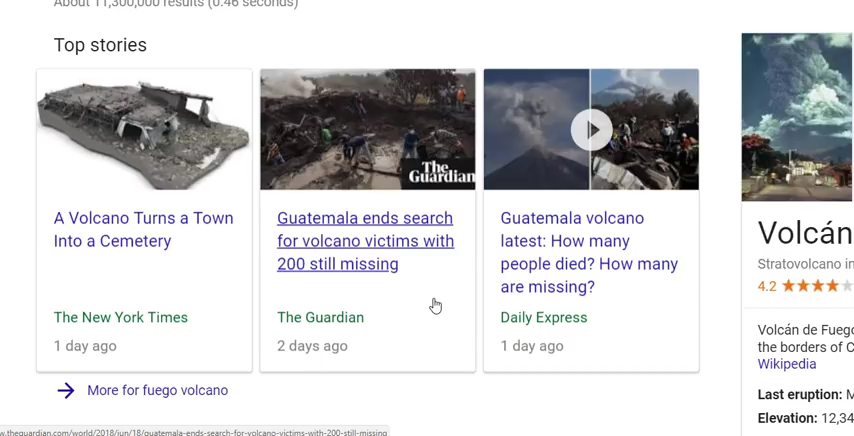 About 11,300,000 results (0.46 seconds)
Top stories
The Guardian
A Volcano Turns a Town
Into a Cemetery
The New York Times
1 day ago
Guatemala ends search
for volcano victims with
200 still missing
The Guardian
2 days ago
Guatemala volcano
latest: How many
people died? How many
are missing?
Daily Express
1 day ago
More for fuego volcano
Volcán
Stratovolcano in
4.2
Volcán de Fuego
the borders of
Wikipedia
Last eruption:
Elevation: 12,34
w.theguardian.com/world/2018/jun/18/guatemala-ends-search-for-volcano-victims-with-200-still-missing